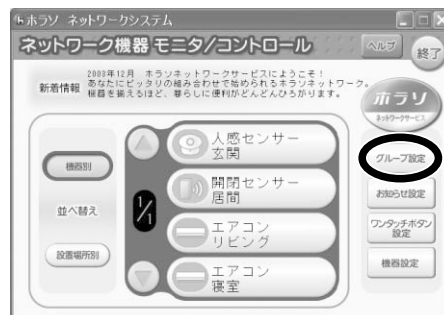 ホラソ ネットワークシステム
ネットワーク機器 モニタ/コントロール
ヘルプ
終了
新着情報
2003年12月 ホラソネットワークサービスにようこそ！
あなたにピッタリの組み合わせで始められるホラソネットワーク。
機器を揃えるほど、暮らしに便利がどんどんひろがります。
ホラソ
ネットワークサービス
機器別
並べ替え
設置場所別
1/1
人感センサー
玄関
開閉センサー
居間
エアコン
リビング
エアコン
寝室
グループ設定
お知らせ設定
ワンタッチボタン
設定
機器設定